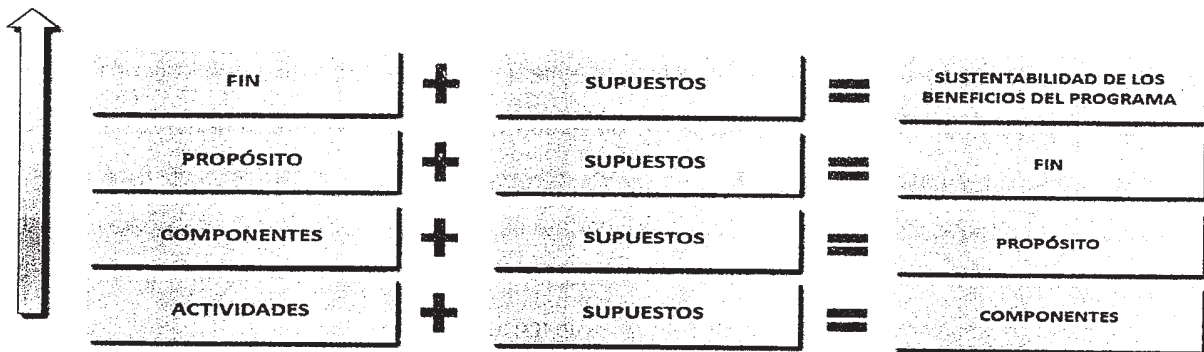 FIN + SUPUESTOS = SUSTENTABILIDAD DE LOS
BENEFICIOS DEL PROGRAMA
PROPÓSITO + SUPUESTOS = FIN
COMPONENTES + SUPUESTOS = PROPÓSITO
ACTIVIDADES + SUPUESTOS = COMPONENTES